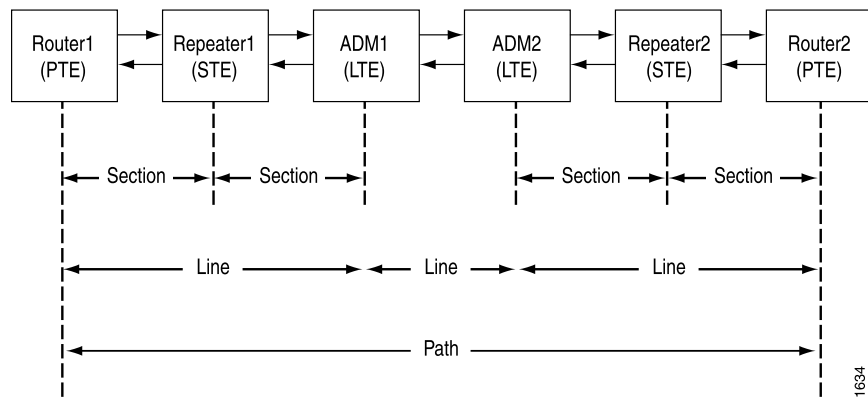 Router1
(PTE)
Repeater1
(STE)
ADM1
(LTE)
ADM2
(LTE)
Repeater2
(STE)
Router2
(PTE)
Section
Section
Section
Section
Line
Line
Line
Path
1634